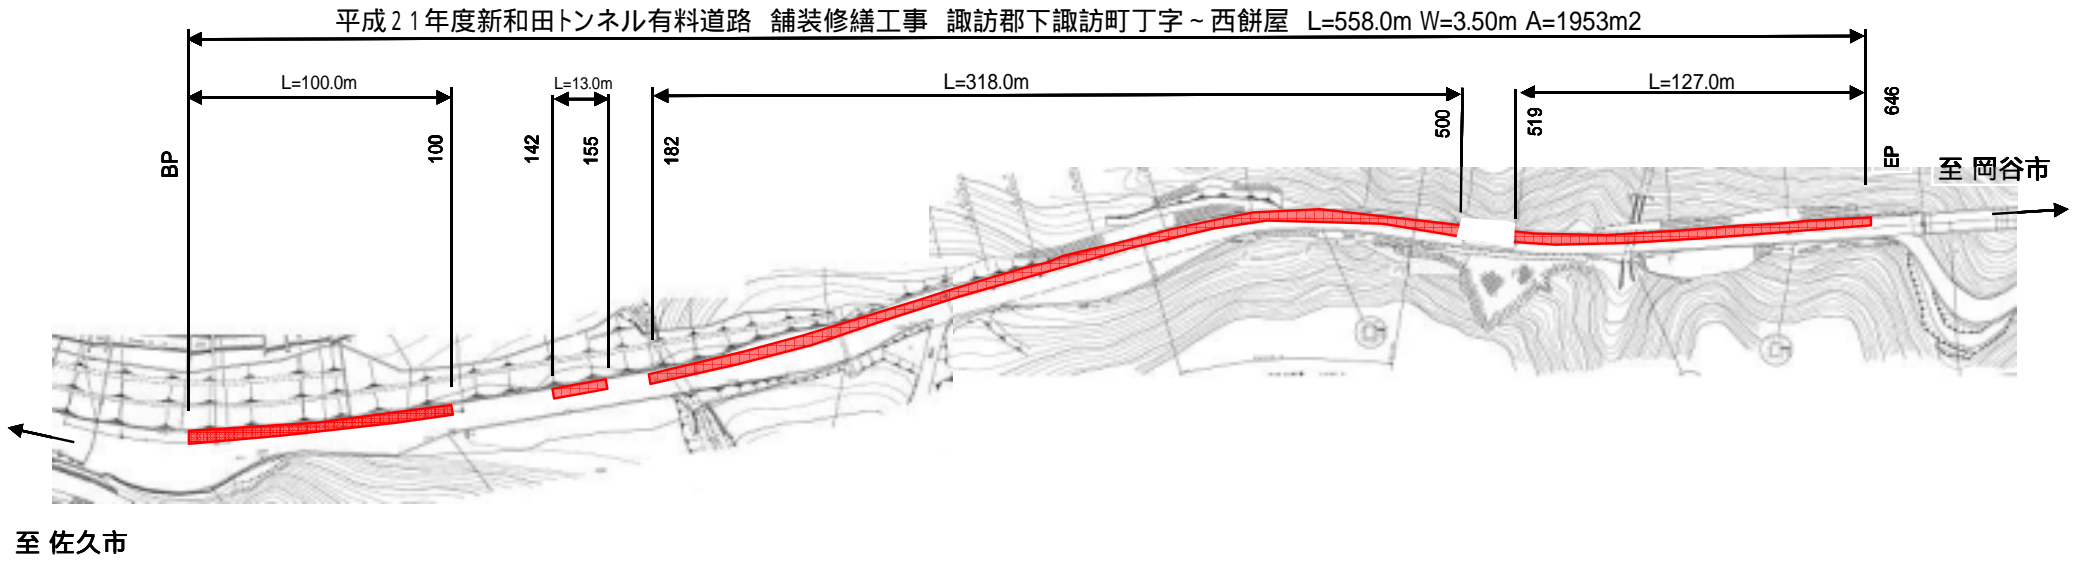 平成21年度新和田トンネル有料道路 舗装修繕工事 諏訪郡下諏訪町丁字~西餅屋 L=558.0m W=3.50m A=1953m2
L=100.0m
L=13.0m
L=318.0m
L=127.0m
BP
100
142
155
182
500
519
EP 646
至 岡谷市
至 佐久市